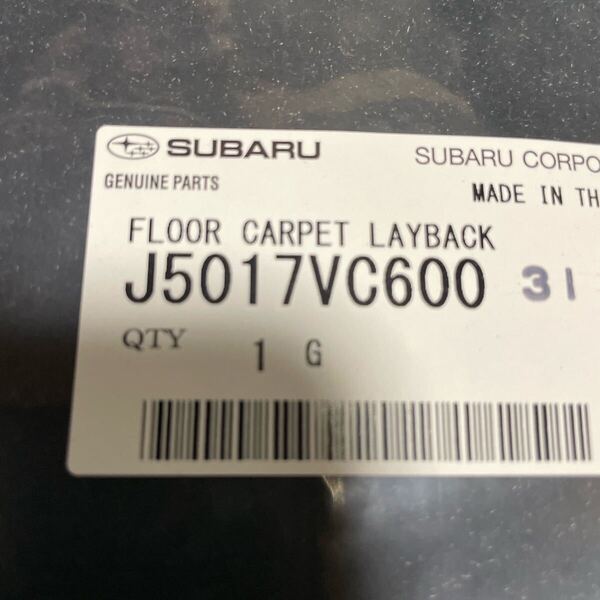 SUBARU
SUBARU CORPO
GENUINE PARTS
MADE IN TH
FLOOR CARPET LAYBACK
J5017VC600 31
QTY 1 G